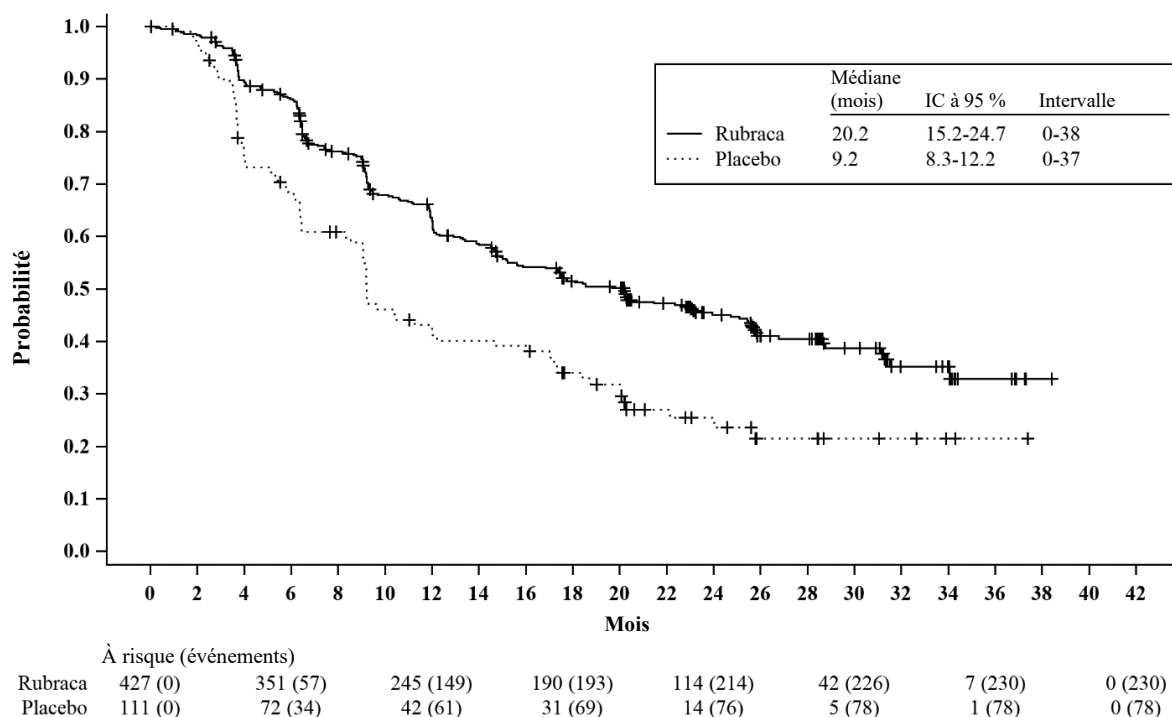 Probabilité
1.0
0.9
0.8
0.7
0.6
0.5
0.4
0.3
0.2
0.1
0.0
Médiane (mois) IC à 95 % Intervalle
Rubraca 20.2 15.2-24.7 0-38
Placebo 9.2 8.3-12.2 0-37
0 2 4 6 8 10 12 14 16 18 20 22 24 26 28 30 32 34 36 38 40 42
Mois
À risque (événements)
Rubraca 427 (0) 351 (57) 245 (149) 190 (193) 114 (214) 42 (226) 7 (230) 0 (230)
Placebo 111 (0) 72 (34) 42 (61) 31 (69) 14 (76) 5 (78) 1 (78) 0 (78)